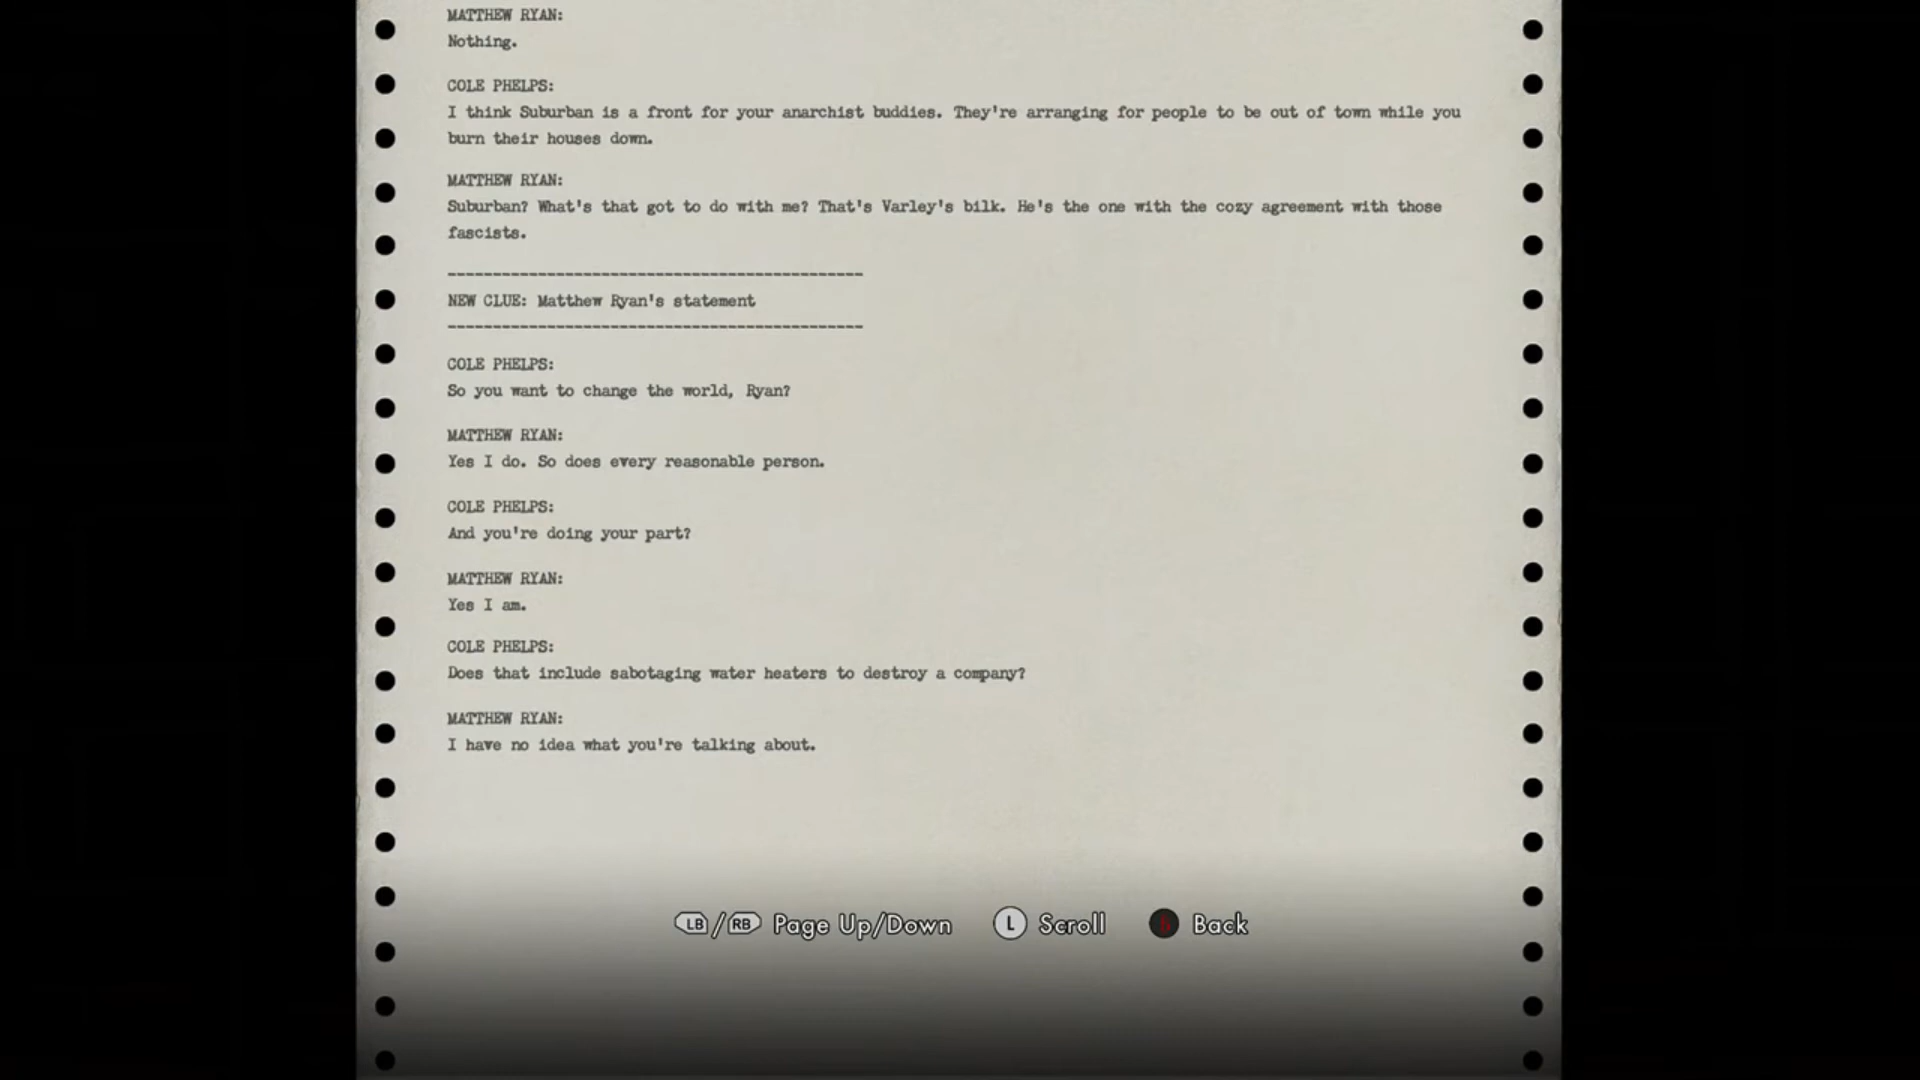 MATTHEW RYAN:
Nothing.
COLE PHELPS:
I think Suburban is a front for your anarchist buddies. They're arranging for people to be out of town while you
burn their houses down.
MATTHEW RYAN:
Suburban? What's that got to do with me? That's Varley's bilk. He's the one with the cozy agreement with those
fascists.
----------------------------------------------
NEW CLUE: Matthew Ryan's statement
----------------------------------------------
COLE PHELPS:
So you want to change the world, Ryan?
MATTHEW RYAN:
Yes I do. So does every reasonable person.
COLE PHELPS:
And you're doing your part?
MATTHEW RYAN:
Yes I am.
COLE PHELPS:
Does that include sabotaging water heaters to destroy a company?
MATTHEW RYAN:
I have no idea what you're talking about.
LB / RB Page Up/Down L Scroll b Back